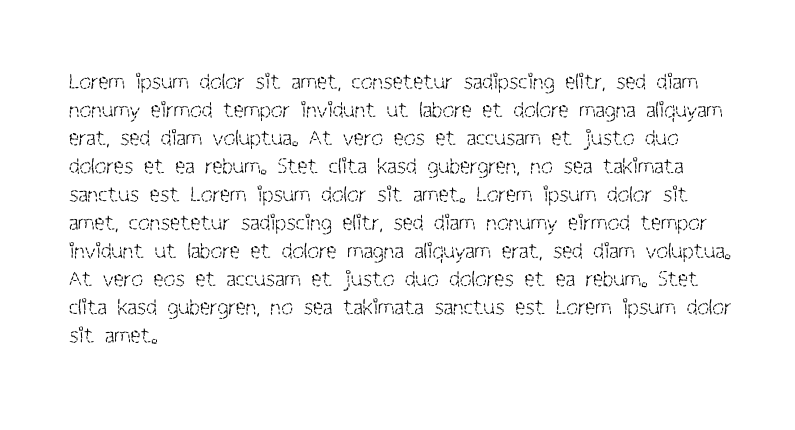 Lorem ipsum dolor sit amet, consetetur sadipscing elitr, sed diam
nonumy eirmod tempor invidunt ut labore et dolore magna aliquyam
erat, sed diam voluptua. At vero eos et accusam et justo duo
dolores et ea rebum. Stet clita kasd gubergren, no sea takimata
sanctus est Lorem ipsum dolor sit amet. Lorem ipsum dolor sit
amet, consetetur sadipscing elitr, sed diam nonumy eirmod tempor
invidunt ut labore et dolore magna aliquyam erat, sed diam voluptua.
At vero eos et accusam et justo duo dolores et ea rebum. Stet
clita kasd gubergren, no sea takimata sanctus est Lorem ipsum dolor
sit amet.